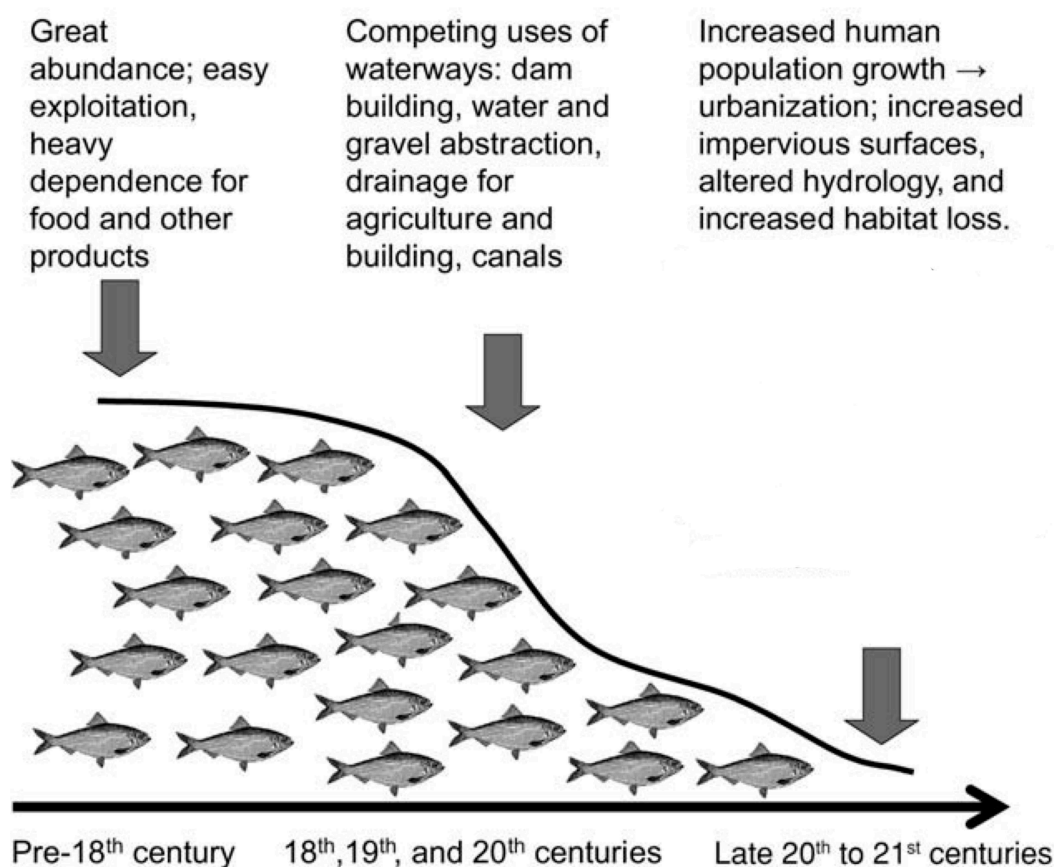 Great
abundance; easy
exploitation,
heavy
dependence for
food and other
products
Competing uses of
waterways: dam
building, water and
gravel abstraction,
drainage for
agriculture and
building, canals
Increased human
population growth →
urbanization; increased
impervious surfaces,
altered hydrology, and
increased habitat loss.
Pre-18th century
18th,19th, and 20th centuries
Late 20th to 21st centuries